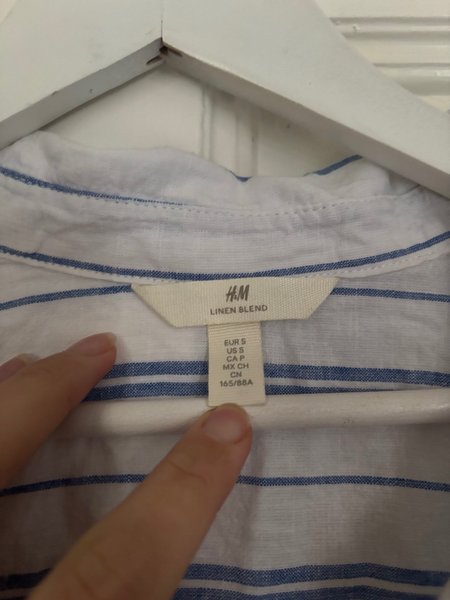 H&M
LINEN BLEND
EUR S
US S
CA P
MX CH
CN
165/88A